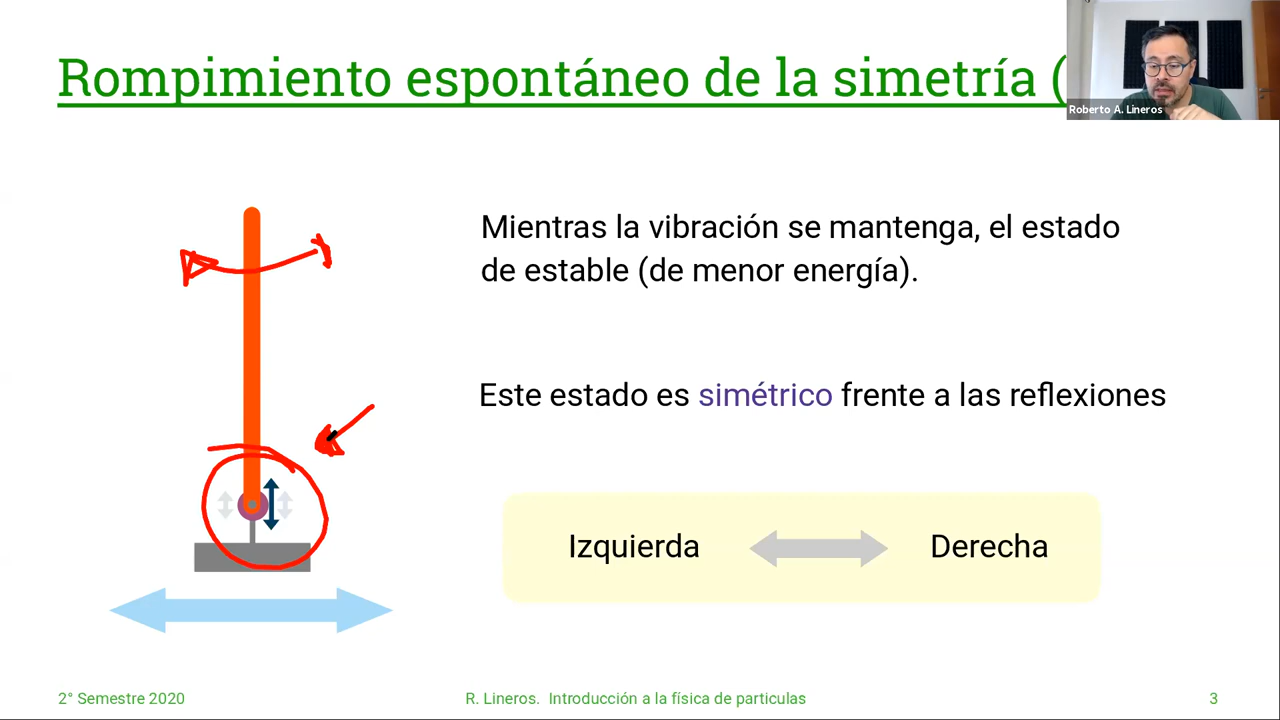 Rompimiento espontáneo de la simetría (
Roberto A. Lineros
Mientras la vibración se mantenga, el estado
de estable (de menor energía).
Este estado es simétrico frente a las reflexiones
Izquierda Derecha
2° Semestre 2020 R. Lineros. Introducción a la física de particulas 3